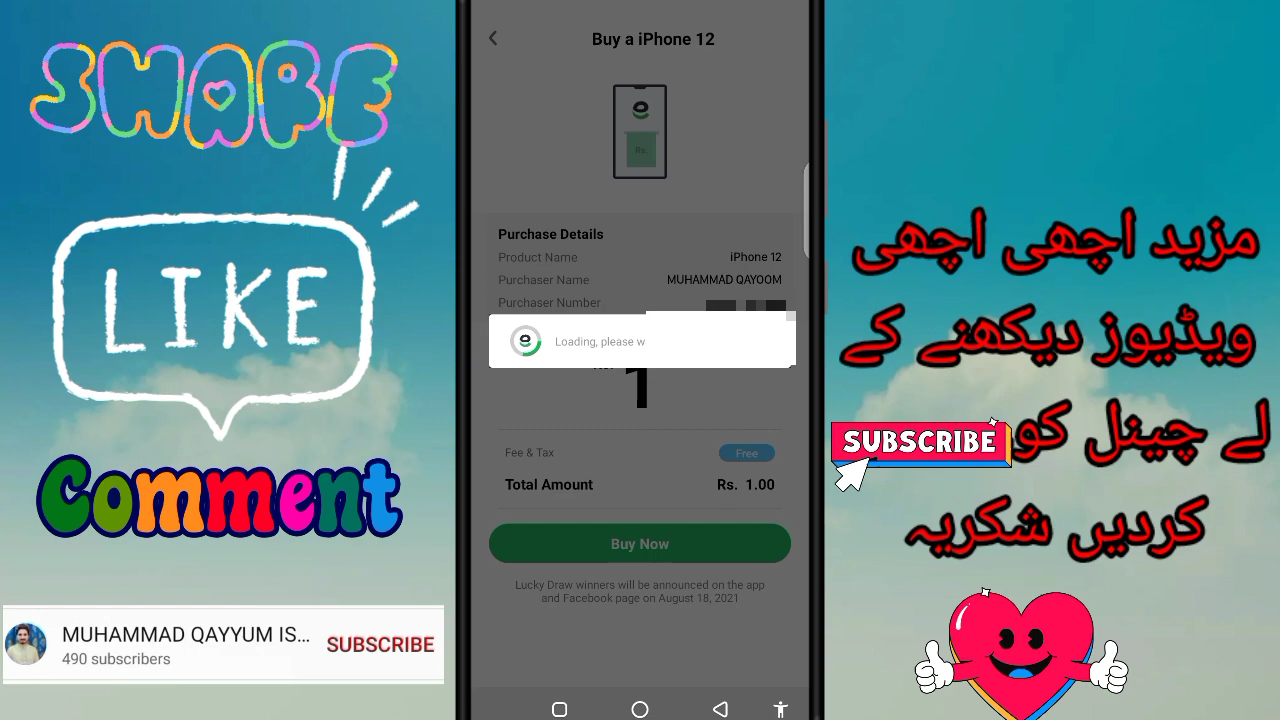 SHARE
LIKE
Comment
MUHAMMAD QAYYUM IS...
490 subscribers
SUBSCRIBE
Buy a iPhone 12
Rs.
Purchase Details
Product Name iPhone 12
Purchaser Name MUHAMMAD QAYOOM
Purchaser Number
Loading, please w
1
Fee & Tax Free
Total Amount Rs. 1.00
Buy Now
Lucky Draw winners will be announced on the app
and Facebook page on August 18, 2021
مزید اچھی اچھی
ویڈیوز دیکھنے کے
لے چینل کو
SUBSCRIBE
کردیں شکریہ